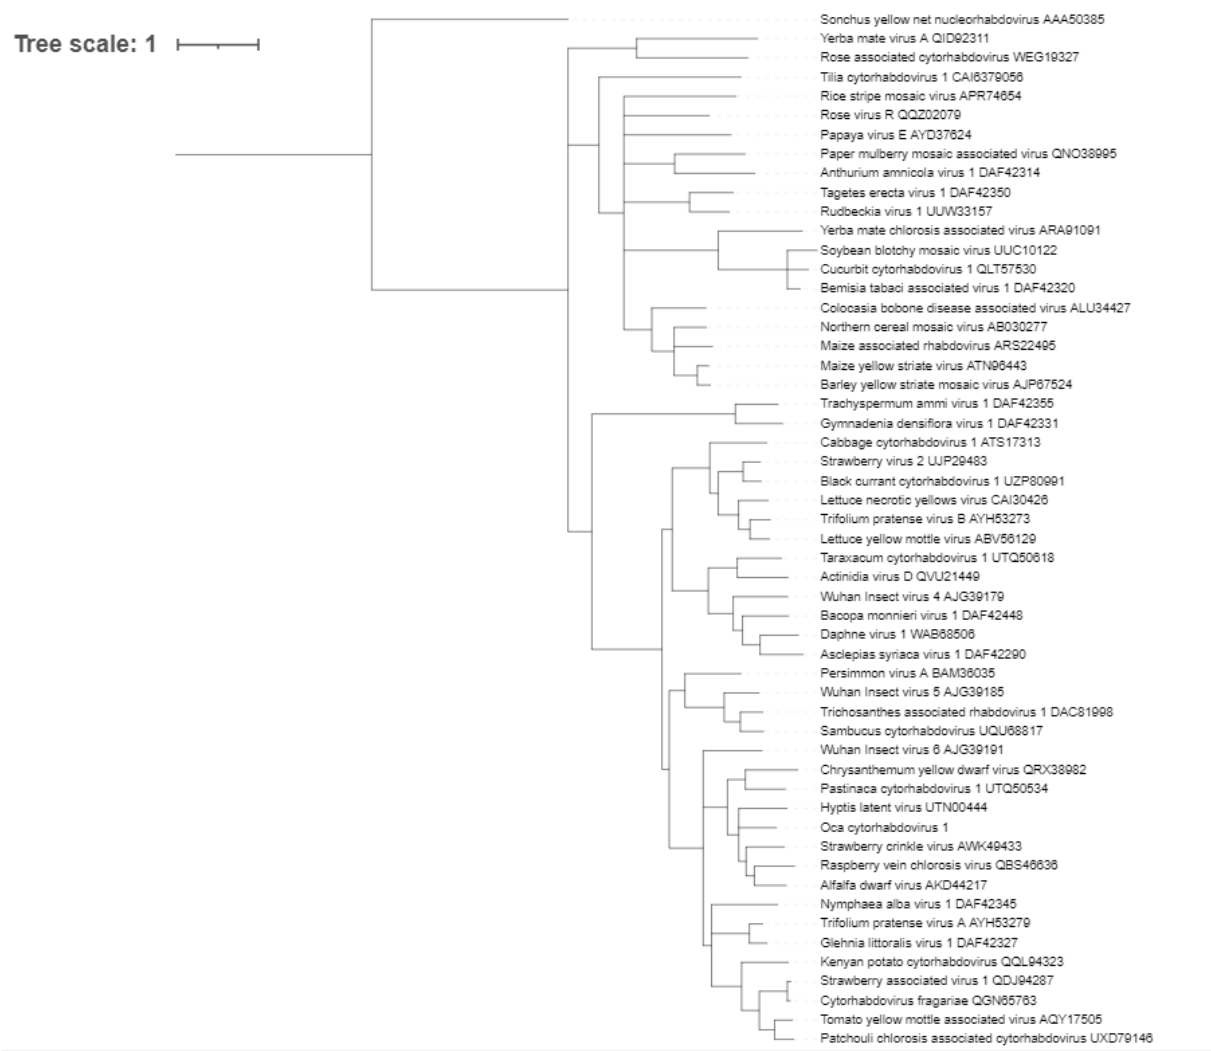 Sonchus yellow net nucleorhabdovirus AAA50385
Tree scale: 1
Yerba mate virus A QID92311
Rose associated cytorhabdovirus WEG19327
Tilia cytorhabdovirus 1 CAI6379056
Rice stripe mosaic virus APR74654
Rose virus R QQZ02079
Papaya virus E AYD37624
Paper mulberry mosaic associated virus QNO38995
Anthurium amnicola virus 1 DAF42314
Tagetes erecta virus 1 DAF42350
Rudbeckia virus 1 UUW33157
Yerba mate chlorosis associated virus ARA91091
Soybean blotchy mosaic virus UUC10122
Cucurbit cytorhabdovirus 1 QLT57530
Bemisia tabaci associated virus 1 DAF42320
Colocasia bobone disease associated virus ALU34427
Northern cereal mosaic virus AB030277
Maize associated rhabdovirus ARS22495
Maize yellow striate virus ATN96443
Barley yellow striate mosaic virus AJP67524
Trachyspermum ammi virus 1 DAF42355
Gymnadenia densiflora virus 1 DAF42331
Cabbage cytorhabdovirus 1 ATS17313
Strawberry virus 2 UJP29483
Black currant cytorhabdovirus 1 UZP80991
Lettuce necrotic yellows virus CAI30426
Trifolium pratense virus B AYH53273
Lettuce yellow mottle virus ABV56129
Taraxacum cytorhabdovirus 1 UTQ50618
Actinidia virus D QVU21449
Wuhan Insect virus 4 AJG39179
Bacopa monnieri virus 1 DAF42448
Daphne virus 1 WAB68506
Asclepias syriaca virus 1 DAF42290
Persimmon virus A BAM36035
Wuhan Insect virus 5 AJG39185
Trichosanthes associated rhabdovirus 1 DAC81998
Sambucus cytorhabdovirus UQU68817
Wuhan Insect virus 6 AJG39191
Chrysanthemum yellow dwarf virus QRX38982
Pastinaca cytorhabdovirus 1 UTQ50534
Hyptis latent virus UTN00444
Oca cytorhabdovirus 1
Strawberry crinkle virus AWK49433
Raspberry vein chlorosis virus QBS46636
Alfalfa dwarf virus AKD44217
Nymphaea alba virus 1 DAF42345
Trifolium pratense virus A AYH53279
Glehnia littoralis virus 1 DAF42327
Kenyan potato cytorhabdovirus QQL94323
Strawberry associated virus 1 QDJ94287
Cytorhabdovirus fragariae QGN65763
Tomato yellow mottle associated virus AQY17505
Patchouli chlorosis associated cytorhabdovirus UXD79146